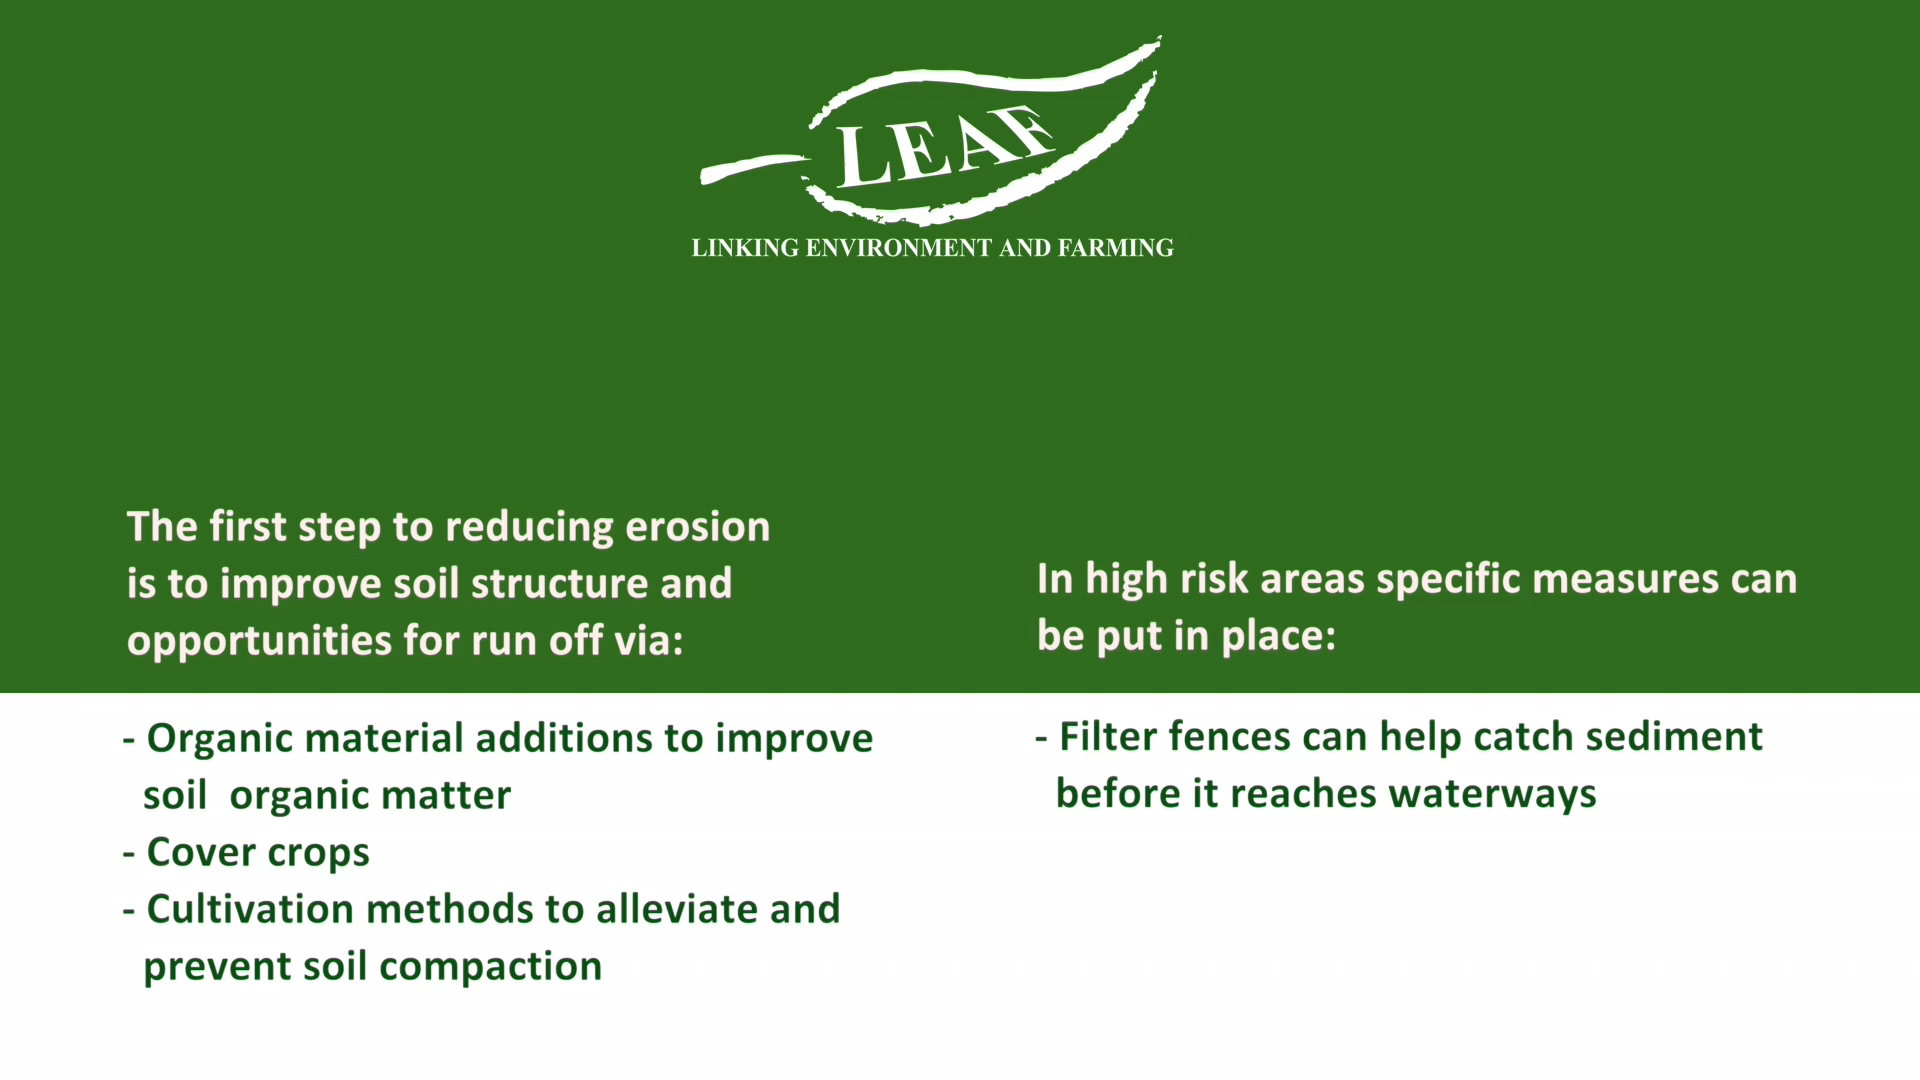 LEAF
LINKING ENVIRONMENT AND FARMING
The first step to reducing erosion
is to improve soil structure and
opportunities for run off via:
- Organic material additions to improve
soil  organic matter
- Cover crops
- Cultivation methods to alleviate and
prevent soil compaction
In high risk areas specific measures can
be put in place:
- Filter fences can help catch sediment
before it reaches waterways